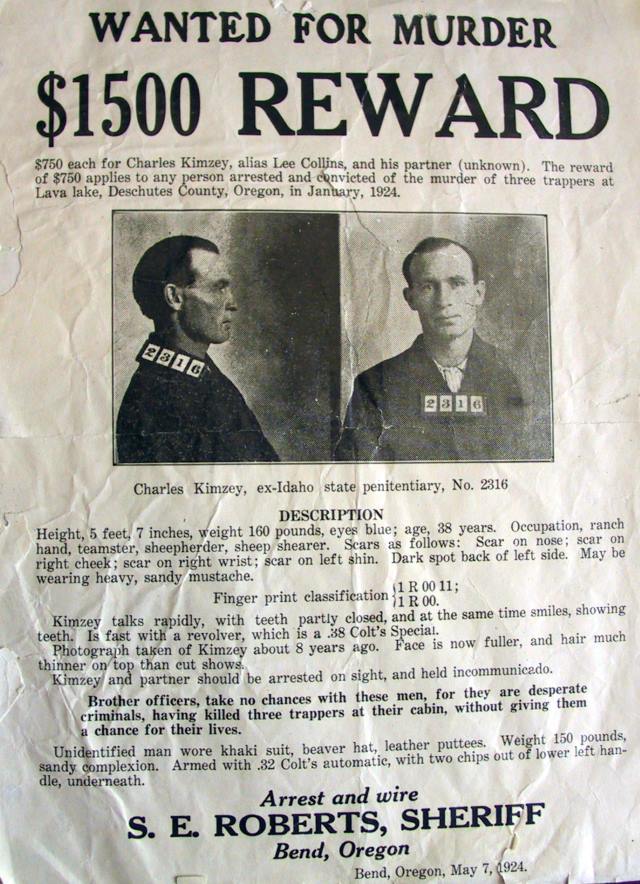 WANTED FOR MURDER
$1500 REWARD
$750 each for Charles Kimzey, alias Lee Collins, and his partner (unknown). The reward
of $750 applies to any person arrested and convicted of the murder of three trappers at
Lava lake, Deschutes County, Oregon, in January, 1924.
2316
2316
Charles Kimzey, ex-Idaho state penitentiary, No. 2316
DESCRIPTION
Height, 5 feet, 7 inches, weight 160 pounds, eyes blue; age, 38 years. Occupation, ranch
hand, teamster, sheepherder, sheep shearer. Scars as follows: Scar on nose; scar on
right cheek; scar on right wrist; scar on left shin. Dark spot back of left side. May be
wearing heavy, sandy mustache.
Finger print classification {1 R 00 11;
}1 R 00.
Kimzey talks rapidly, with teeth partly closed, and at the same time smiles, showing
teeth. Is fast with a revolver, which is a .38 Colt's Special.
Photograph taken of Kimzey about 8 years ago. Face is now fuller, and hair much
thinner on top than cut shows.
Kimzey and partner should be arrested on sight, and held incommunicado.
Brother officers, take no chances with these men, for they are desperate
criminals, having killed three trappers at their cabin, without giving them
a chance for their lives.
Unidentified man wore khaki suit, beaver hat, leather puttees. Weight 150 pounds,
sandy complexion. Armed with .32 Colt's automatic, with two chips out of lower left han-
dle, underneath.
Arrest and wire
S. E. ROBERTS, SHERIFF
Bend, Oregon
Bend, Oregon, May 7, 1924.